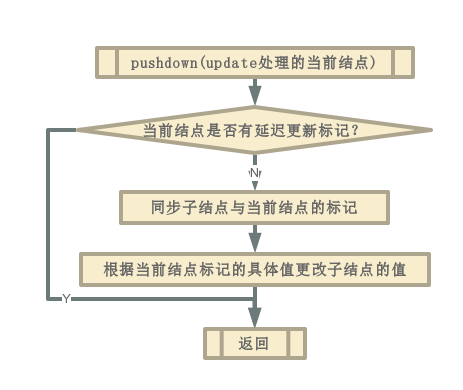 pushdown(update处理的当前结点)
当前结点是否有延迟更新标记?
N
同步子结点与当前结点的标记
根据当前结点标记的具体值更改子结点的值
Y
返回